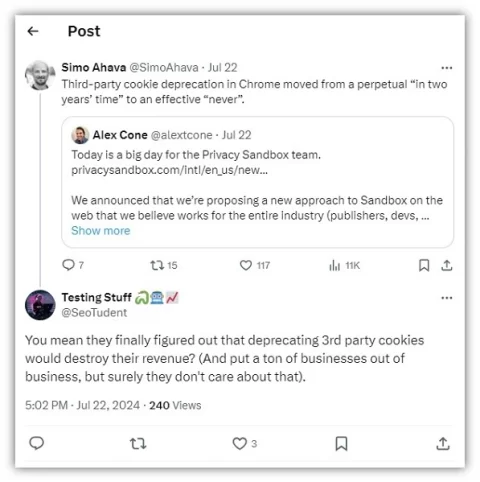 Post
Simo Ahava @SimoAhava · Jul 22
Third-party cookie deprecation in Chrome moved from a perpetual “in two
years’ time” to an effective “never”.
Alex Cone @alextcone · Jul 22
Today is a big day for the Privacy Sandbox team.
privacysandbox.com/intl/en_us/new...
We announced that we’re proposing a new approach to Sandbox on the
web that we believe works for the entire industry (publishers, devs, ...
Show more
7 15 117 11K
Testing Stuff
@SeoTudent
You mean they finally figured out that deprecating 3rd party cookies
would destroy their revenue? (And put a ton of businesses out of
business, but surely they don't care about that).
5:02 PM · Jul 22, 2024 · 240 Views
3